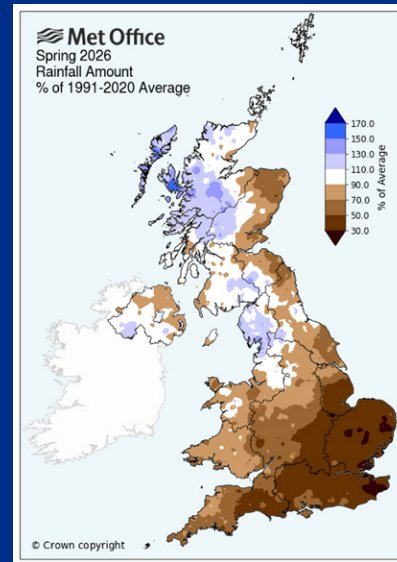 Met Office
Spring 2026
Rainfall Amount
% of 1991-2020 Average
170.0
150.0
130.0
110.0
90.0
70.0
50.0
30.0
% of Average
© Crown copyright